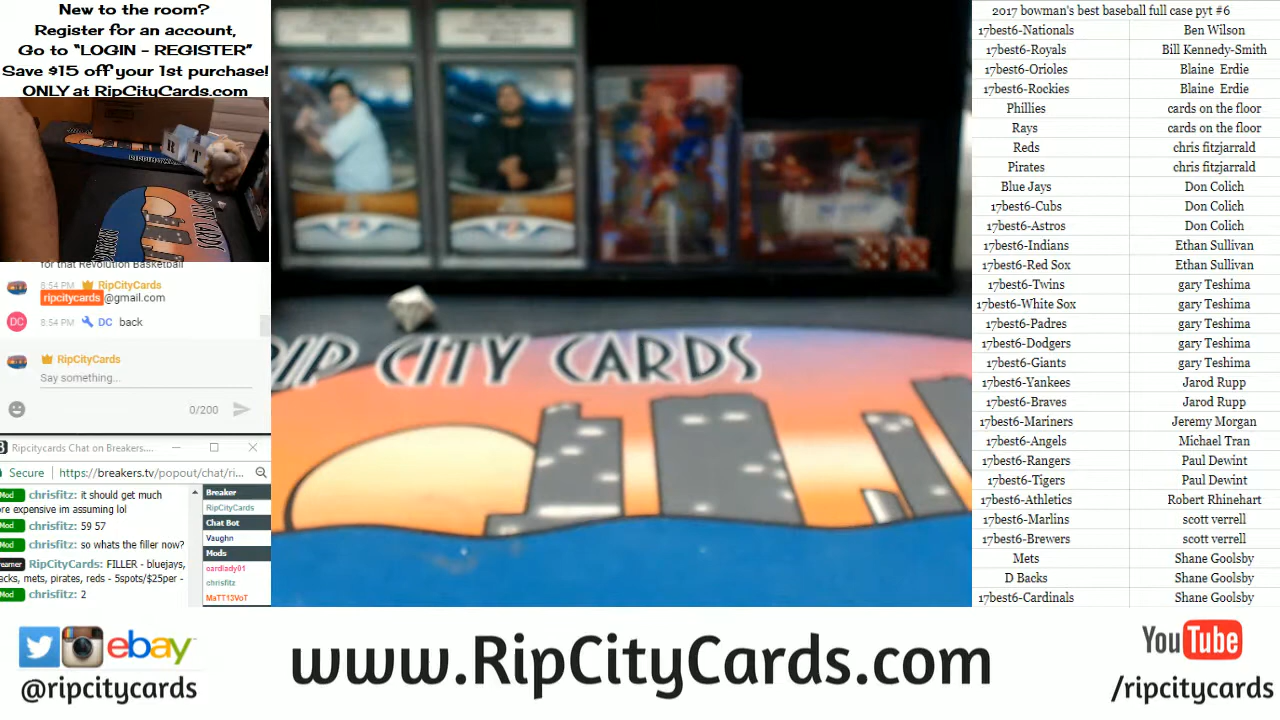 New to the room?
Register for an account,
Go to “LOGIN - REGISTER”
Save $15 off your 1st purchase!
ONLY at RipCityCards.com
for that Revolution Basketball
8:54 PM RipCityCards
ripcitycards@gmail.com
DC 8:54 PM DC back
RipCityCards
Say something...
0/200
Ripcitycards Chat on Breakers....
Secure https://breakers.tv/popout/chat/ri...
Mod chrisfitz: it should get much
re expensive im assuming lol
Mod chrisfitz: 59 57
Mod chrisfitz: so whats the filler now?
eamer RipCityCards: FILLER - bluejays,
acks, mets, pirates, reds - 5spots/$25per -
Mod chrisfitz: 2
Breaker
RipCityCards
Chat Bot
Vaughn
Mods
cardlady01
chrisfitz
MaTT13VoT
RIP CITY CARDS
2017 bowman's best baseball full case pyt #6
17best6-Nationals Ben Wilson
17best6-Royals Bill Kennedy-Smith
17best6-Orioles Blaine Erdie
17best6-Rockies Blaine Erdie
Phillies cards on the floor
Rays cards on the floor
Reds chris fitzjarrald
Pirates chris fitzjarrald
Blue Jays Don Colich
17best6-Cubs Don Colich
17best6-Astros Don Colich
17best6-Indians Ethan Sullivan
17best6-Red Sox Ethan Sullivan
17best6-Twins gary Teshima
17best6-White Sox gary Teshima
17best6-Padres gary Teshima
17best6-Dodgers gary Teshima
17best6-Giants gary Teshima
17best6-Yankees Jarod Rupp
17best6-Braves Jarod Rupp
17best6-Mariners Jeremy Morgan
17best6-Angels Michael Tran
17best6-Rangers Paul Dewint
17best6-Tigers Paul Dewint
17best6-Athletics Robert Rhinehart
17best6-Marlins scott verrell
17best6-Brewers scott verrell
Mets Shane Goolsby
D Backs Shane Goolsby
17best6-Cardinals Shane Goolsby
ebay
@ripcitycards
www.RipCityCards.com
YouTube
/ripcitycards